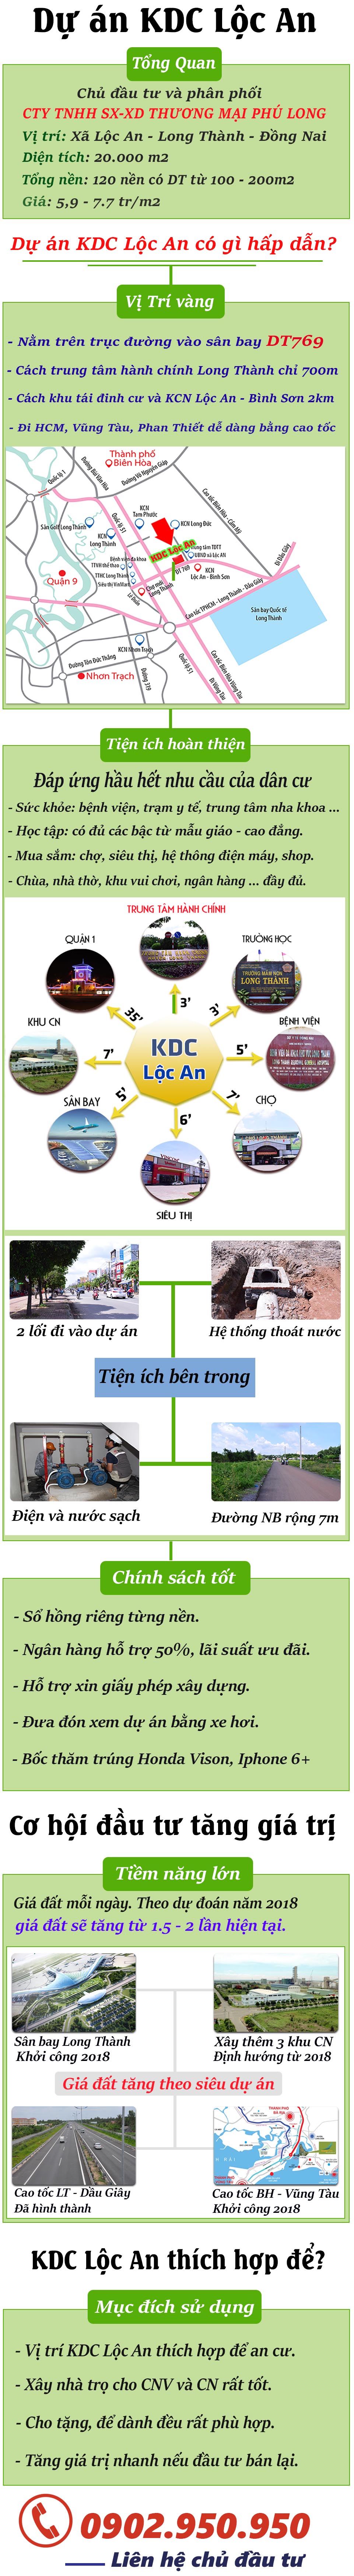 Dự án KDC Lộc An
Tổng Quan
Chủ đầu tư và phân phối
CTY TNHH SX-XD THƯƠNG MẠI PHÚ LONG
Vị trí: Xã Lộc An - Long Thành - Đồng Nai
Diện tích: 20.000 m2
Tổng nền: 120 nền có DT từ 100 - 200m2
Giá: 5,9 - 7.7 tr/m2
Dự án KDC Lộc An có gì hấp dẫn?
Vị Trí vàng
- Nằm trên trục đường vào sân bay DT769
- Cách trung tâm hành chính Long Thành chỉ 700m
- Cách khu tái đinh cư và KCN Lộc An - Bình Sơn 2km
- Đi HCM, Vũng Tàu, Phan Thiết dễ dàng bằng cao tốc
Thành phố
Biên Hòa
Quốc lộ 1
Đường Bùi Văn Hòa
Đường Võ Nguyên Giáp
Quốc lộ 51
KCN
Tam Phước
Cao tốc Biên Hòa - Cẩm Mỹ
Sân Golf Long Thành
KCN Long Đức
KCN
Long Thành
KDC Lộc An
Trung tâm TDTT
UBND xã Lộc An
Bệnh viện đa khoa
TTVH thể thao
THPT Long Thành
Siêu thị VinMart
DT 769
KCN
Lộc An - Bình Sơn
Đi Dầu Giây
Quận 9
Lê Duẩn
Chợ mới
Long Thành
Cao tốc TPHCM - Long Thành - Dầu Giây
Sân bay Quốc tế
Long Thành
KCN Nhơn Trạch
Đường Tôn Đức Thắng
Nhơn Trạch
Đường 319
Quốc lộ 51
Đi Vũng Tàu
Cao tốc Biên Hòa Vũng Tàu
Tiện ích hoàn thiện
Đáp ứng hầu hết nhu cầu của dân cư
- Sức khỏe: bệnh viện, trạm y tế, trung tâm nha khoa ...
- Học tập: có đủ các bậc từ mẫu giáo - cao đẳng.
- Mua sắm: chợ, siêu thị, hệ thống điện máy, shop.
- Chùa, nhà thờ, khu vui chơi, ngân hàng ... đầy đủ.
TRUNG TÂM HÀNH CHÍNH
QUẬN 1
TRƯỜNG HỌC
TRƯỜNG MẦM NON
LONG THÀNH
35’
3’
3’
KHU CN
BỆNH VIỆN
7’
KDC
Lộc An
5’
SÂN BAY
5’
6’
7’
CHỢ
SIÊU THỊ
2 lối đi vào dự án
Hệ thống thoát nước
Tiện ích bên trong
Điện và nước sạch
Đường NB rộng 7m
Chính sách tốt
- Sổ hồng riêng từng nền.
- Ngân hàng hỗ trợ 50%, lãi suất ưu đãi.
- Hỗ trợ xin giấy phép xây dựng.
- Đưa đón xem dự án bằng xe hơi.
- Bốc thăm trúng Honda Vison, Iphone 6+
Cơ hội đầu tư tăng giá trị
Tiềm năng lớn
Giá đất mỗi ngày. Theo dự đoán năm 2018
giá đất sẽ tăng từ 1.5 - 2 lần hiện tại.
Sân bay Long Thành
Khởi công 2018
Xây thêm 3 khu CN
Định hướng từ 2018
Giá đất tăng theo siêu dự án
Cao tốc LT - Dầu Giây
Đã hình thành
Cao tốc BH - Vũng Tàu
Khởi công 2018
KDC Lộc An thích hợp để?
Mục đích sử dụng
- Vị trí KDC Lộc An thích hợp để an cư.
- Xây nhà trọ cho CNV và CN rất tốt.
- Cho tặng, để dành đều rất phù hợp.
- Tăng giá trị nhanh nếu đầu tư bán lại.
0902.950.950
Liên hệ chủ đầu tư